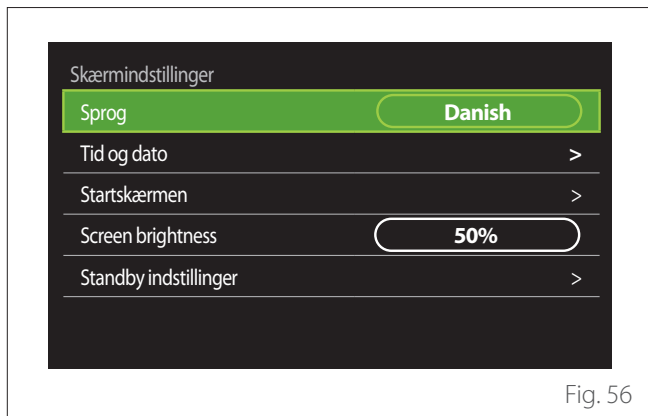 Skærmindstillinger
Sprog Danish
Tid og dato >
Startskærmen >
Screen brightness 50%
Standby indstillinger >
Fig. 56